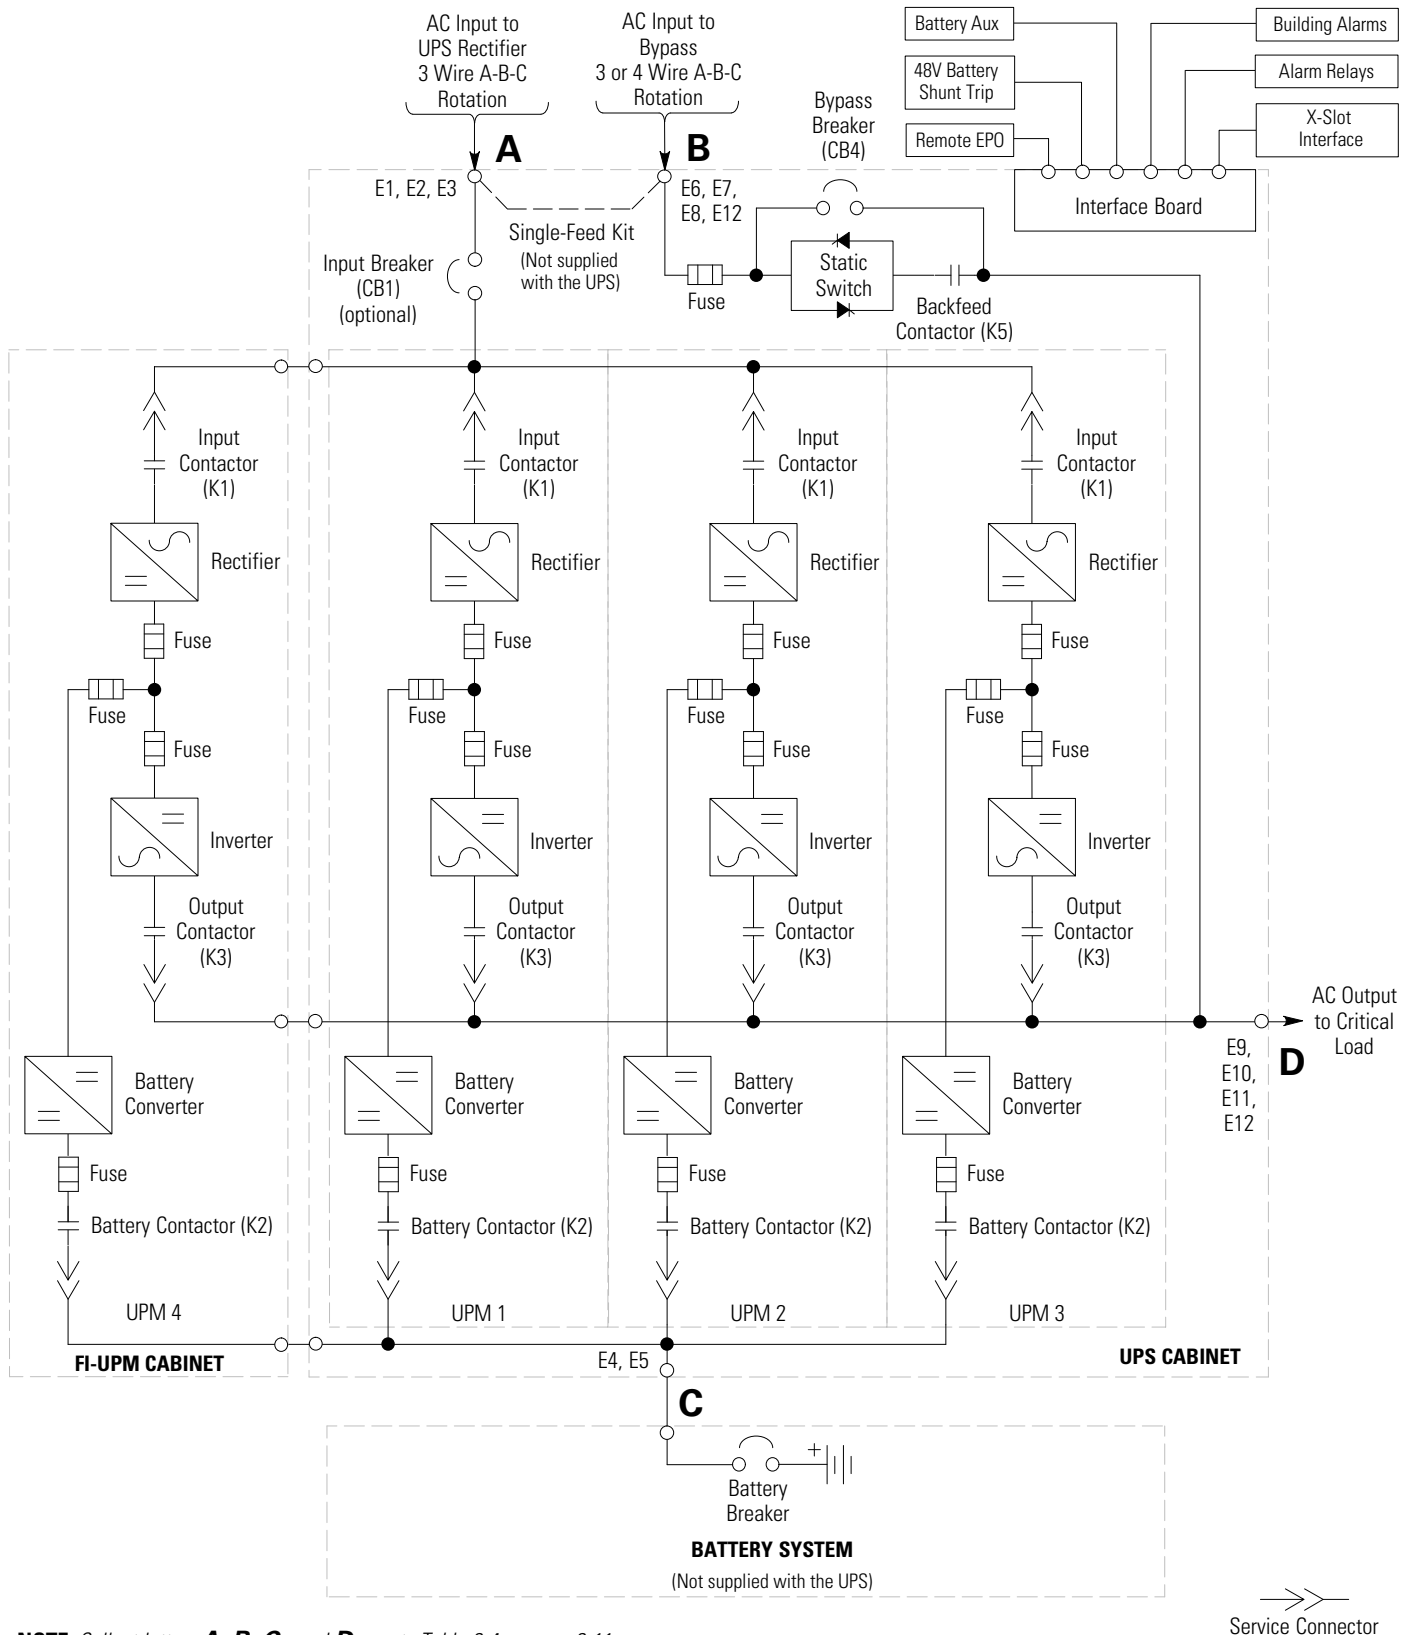 AC Input to
UPS Rectifier
3 Wire A-B-C
Rotation
AC Input to
Bypass
3 or 4 Wire A-B-C
Rotation
Battery Aux
48V Battery
Shunt Trip
Remote EPO
Building Alarms
Alarm Relays
X-Slot
Interface
Interface Board
A
B
Bypass
Breaker
(CB4)
E1, E2, E3
E6, E7,
E8, E12
Single-Feed Kit
(Not supplied
with the UPS)
Input Breaker
(CB1)
(optional)
Fuse
Static
Switch
Backfeed
Contactor (K5)
Input
Contactor
(K1)
Input
Contactor
(K1)
Input
Contactor
(K1)
Input
Contactor
(K1)
Rectifier
Rectifier
Rectifier
Rectifier
Fuse
Fuse
Fuse
Fuse
Fuse
Fuse
Fuse
Fuse
Fuse
Fuse
Fuse
Fuse
Inverter
Inverter
Inverter
Inverter
Output
Contactor
(K3)
Output
Contactor
(K3)
Output
Contactor
(K3)
Output
Contactor
(K3)
AC Output
to Critical
Load
E9,
E10,
E11,
E12
D
Battery
Converter
Battery
Converter
Battery
Converter
Battery
Converter
Fuse
Fuse
Fuse
Fuse
Battery Contactor (K2)
Battery Contactor (K2)
Battery Contactor (K2)
Battery Contactor (K2)
UPM 4
UPM 1
UPM 2
UPM 3
FI-UPM CABINET
E4, E5
UPS CABINET
C
+
Battery
Breaker
BATTERY SYSTEM
(Not supplied with the UPS)
Service Connector